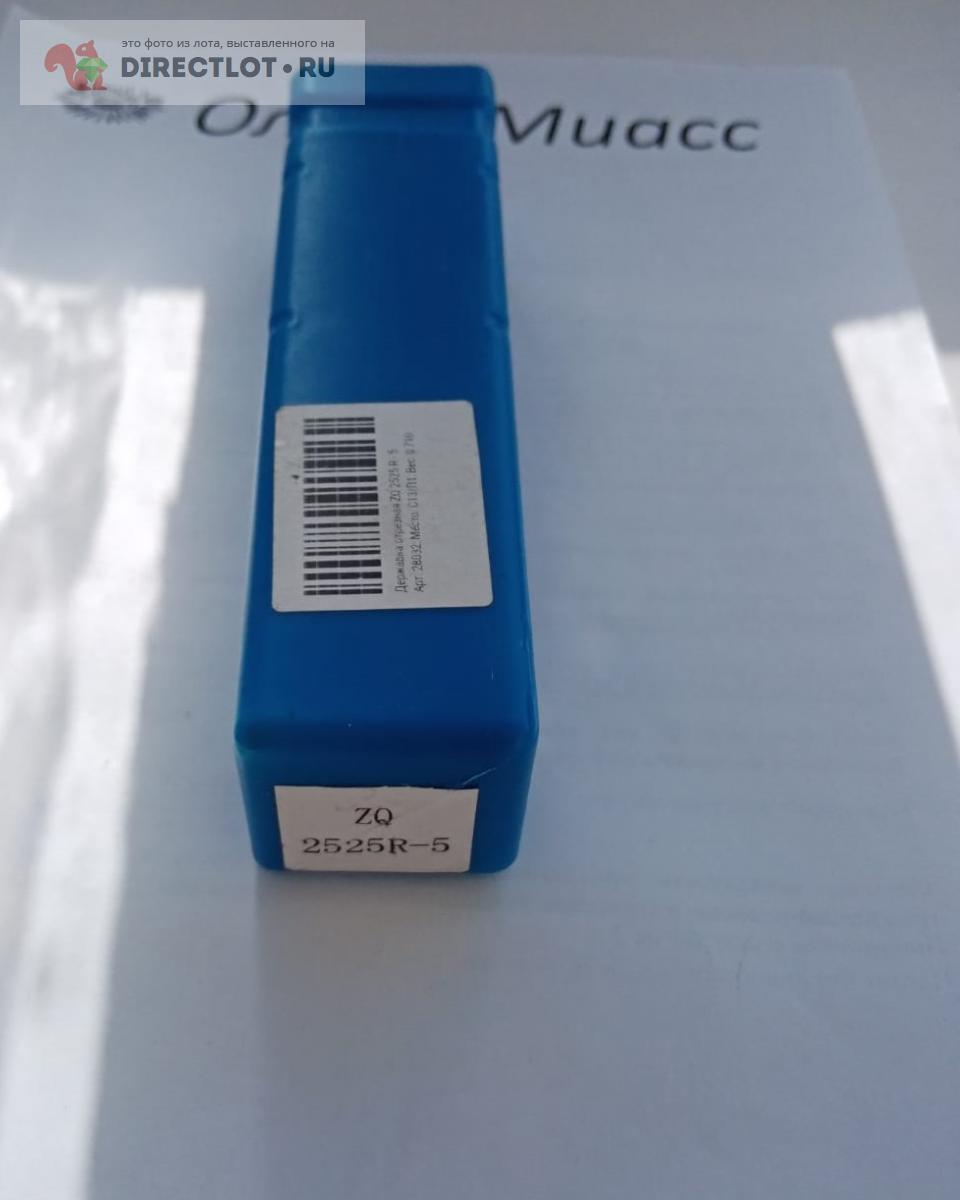 это фото из лота, выставленного на
DIRECTLOT.RU
Миасс
Державка отрезная ZQ 2525 R - 5
Арт. 28032. Место: С13/П1. Вес: 0.710
ZQ
2525R-5